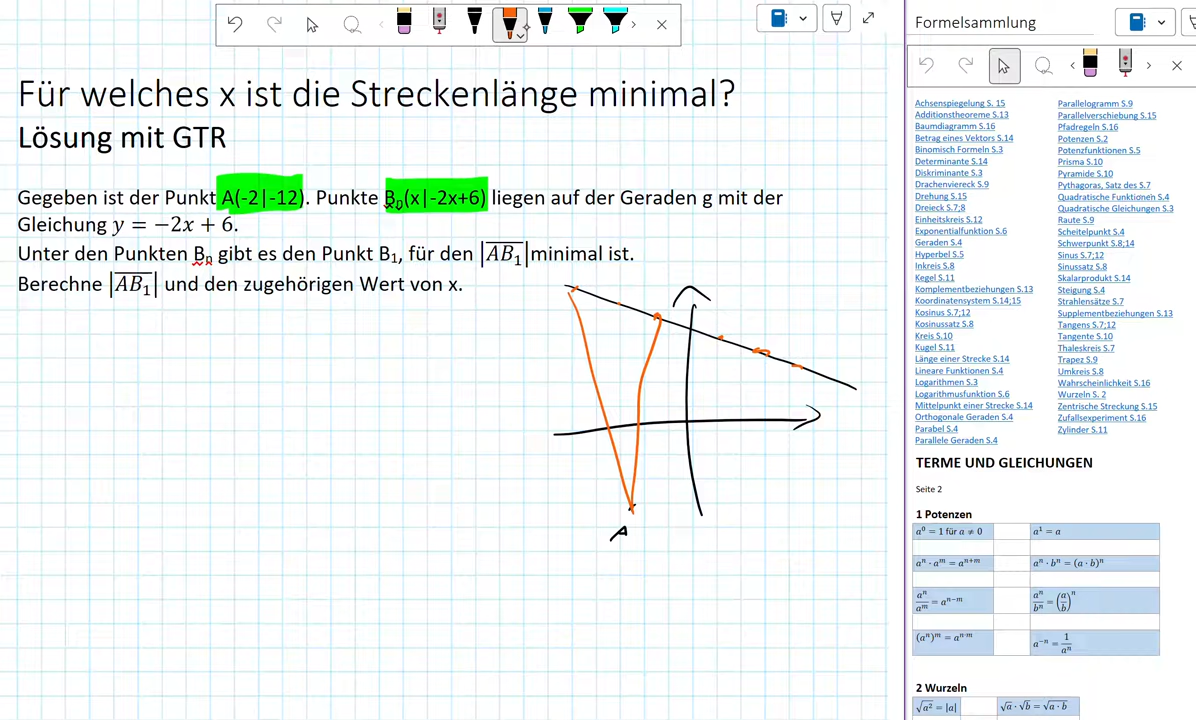 Für welches x ist die Streckenlänge minimal?
Lösung mit GTR
Gegeben ist der Punkt A(-2|-12). Punkte Bn(x|-2x+6) liegen auf der Geraden g mit der
Gleichung y = −2x + 6.
Unter den Punkten Bn gibt es den Punkt B1, für den |AB₁| minimal ist.
Berechne |AB₁| und den zugehörigen Wert von x.
A
Formelsammlung
Achsenspiegelung S. 15
Additionstheoreme S.13
Baumdiagramm S.16
Betrag eines Vektors S.14
Binomisch Formeln S.3
Determinante S.14
Diskriminante S.3
Drachenviereck S.9
Drehung S.15
Dreieck S.7;8
Einheitskreis S.12
Exponentialfunktion S.6
Geraden S.4
Hyperbel S.5
Inkreis S.8
Kegel S.11
Komplementbeziehungen S.13
Koordinatensystem S.14;15
Kosinus S.7;12
Kosinussatz S.8
Kreis S.10
Kugel S.11
Länge einer Strecke S.14
Lineare Funktionen S.4
Logarithmen S.3
Logarithmusfunktion S.6
Mittelpunkt einer Strecke S.14
Orthogonale Geraden S.4
Parabel S.4
Parallele Geraden S.4
Parallelogramm S.9
Parallelverschiebung S.15
Pfadregeln S.16
Potenzen S.2
Potenzfunktionen S.5
Prisma S.10
Pyramide S.10
Pythagoras, Satz des S.7
Quadratische Funktionen S.4
Quadratische Gleichungen S.3
Raute S.9
Scheitelpunkt S.4
Schwerpunkt S.8;14
Sinus S.7;12
Sinussatz S.8
Skalarprodukt S.14
Steigung S.4
Strahlensätze S.7
Supplementbeziehungen S.13
Tangens S.7;12
Tangente S.10
Thaleskreis S.7
Trapez S.9
Umkreis S.8
Wahrscheinlichkeit S.16
Wurzeln S. 2
Zentrische Streckung S.15
Zufallsexperiment S.16
Zylinder S.11
TERME UND GLEICHUNGEN
Seite 2
1 Potenzen
a⁰ = 1 für a ≠ 0 a¹ = a
aⁿ · aᵐ = aⁿ⁺ᵐ aⁿ · bⁿ = (a · b)ⁿ
aⁿ/aᵐ = aⁿ⁻ᵐ aⁿ/bⁿ = (a/b)ⁿ
(aⁿ)ᵐ = aⁿ·ᵐ a⁻ⁿ = 1/aⁿ
2 Wurzeln
√a² = |a| √a · √b = √a · b